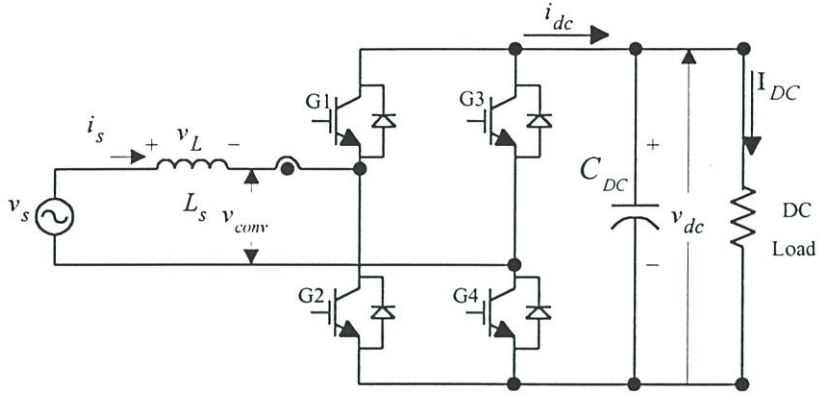 i_dc
G1
G3
I_DC
i_s
+ v_L −
+
C_DC
v_s
L_s
v_conv
v_dc
DC
Load
−
G2
G4